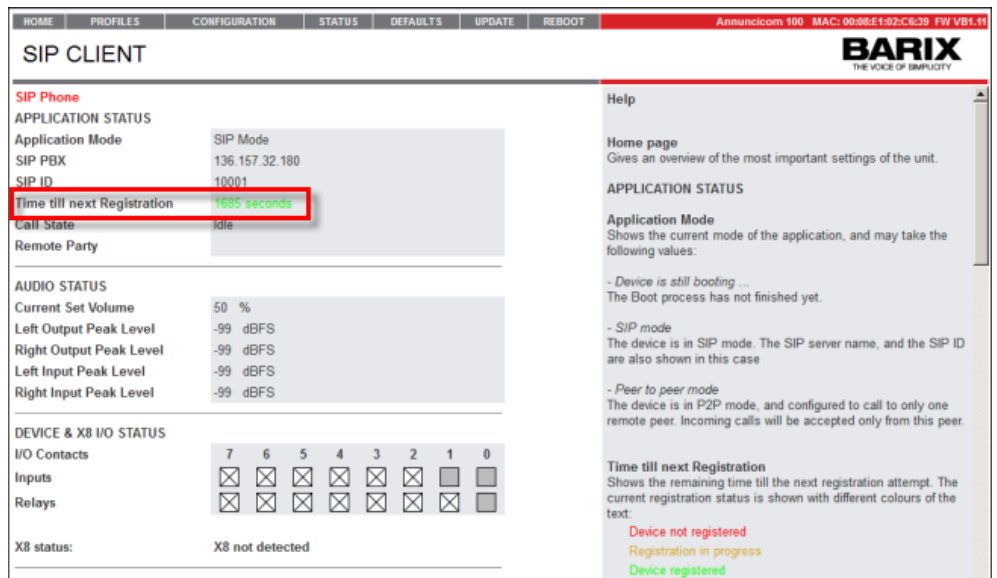 HOME PROFILES CONFIGURATION STATUS DEFAULTS UPDATE REBOOT Annuncicom 100 MAC: 00:08:E1:02:C6:39 FW VB1.11
SIP CLIENT
BARIX
THE VOICE OF SIMPLICITY
SIP Phone
APPLICATION STATUS
Application Mode SIP Mode
SIP PBX 136.157.32.180
SIP ID 10001
Time till next Registration 1685 seconds
Call State Idle
Remote Party
AUDIO STATUS
Current Set Volume 50 %
Left Output Peak Level -99 dBFS
Right Output Peak Level -99 dBFS
Left Input Peak Level -99 dBFS
Right Input Peak Level -99 dBFS
DEVICE & X8 I/O STATUS
I/O Contacts 7 6 5 4 3 2 1 0
Inputs
Relays
X8 status: X8 not detected
Help
Home page
Gives an overview of the most important settings of the unit.
APPLICATION STATUS
Application Mode
Shows the current mode of the application, and may take the
following values:
- Device is still booting ...
The Boot process has not finished yet.
- SIP mode
The device is in SIP mode. The SIP server name, and the SIP ID
are also shown in this case
- Peer to peer mode
The device is in P2P mode, and configured to call to only one
remote peer. Incoming calls will be accepted only from this peer.
Time till next Registration
Shows the remaining time till the next registration attempt. The
current registration status is shown with different colours of the
text:
Device not registered
Registration in progress
Device registered